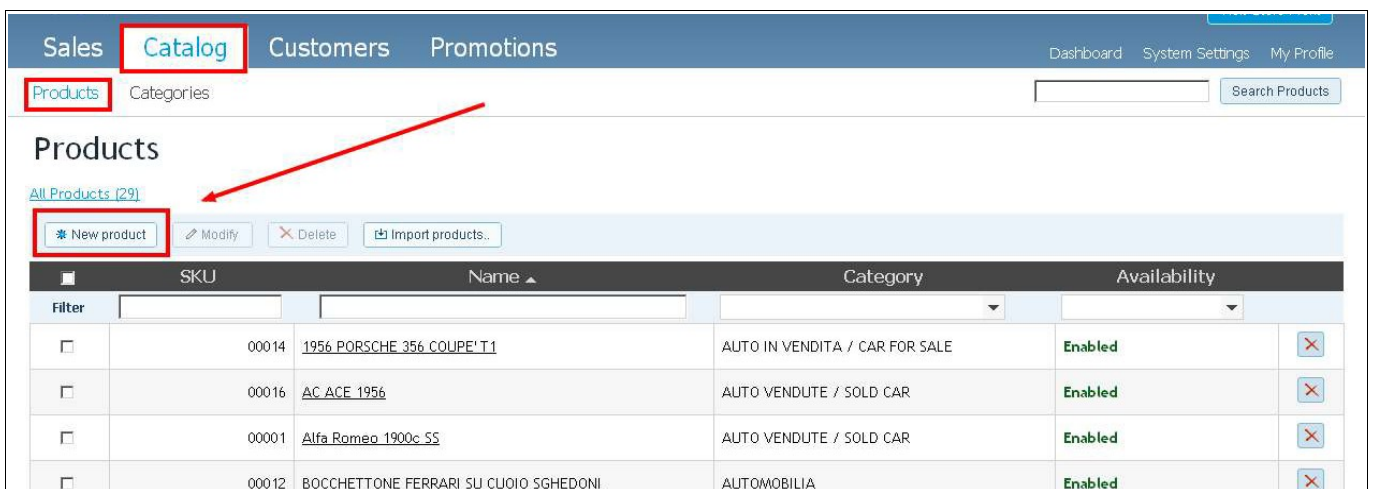 Sales Catalog Customers Promotions
Dashboard System Settings My Profile
Products Categories Search Products
Products
All Products (29)
New product Modify Delete Import products..
SKU Name Category Availability
Filter
00014 1956 PORSCHE 356 COUPE' T1 AUTO IN VENDITA / CAR FOR SALE Enabled
00016 AC ACE 1956 AUTO VENDUTE / SOLD CAR Enabled
00001 Alfa Romeo 1900c SS AUTO VENDUTE / SOLD CAR Enabled
00012 BOCCHETTONE FERRARI SU CUOIO SGHEDONI AUTOMOBILIA Enabled